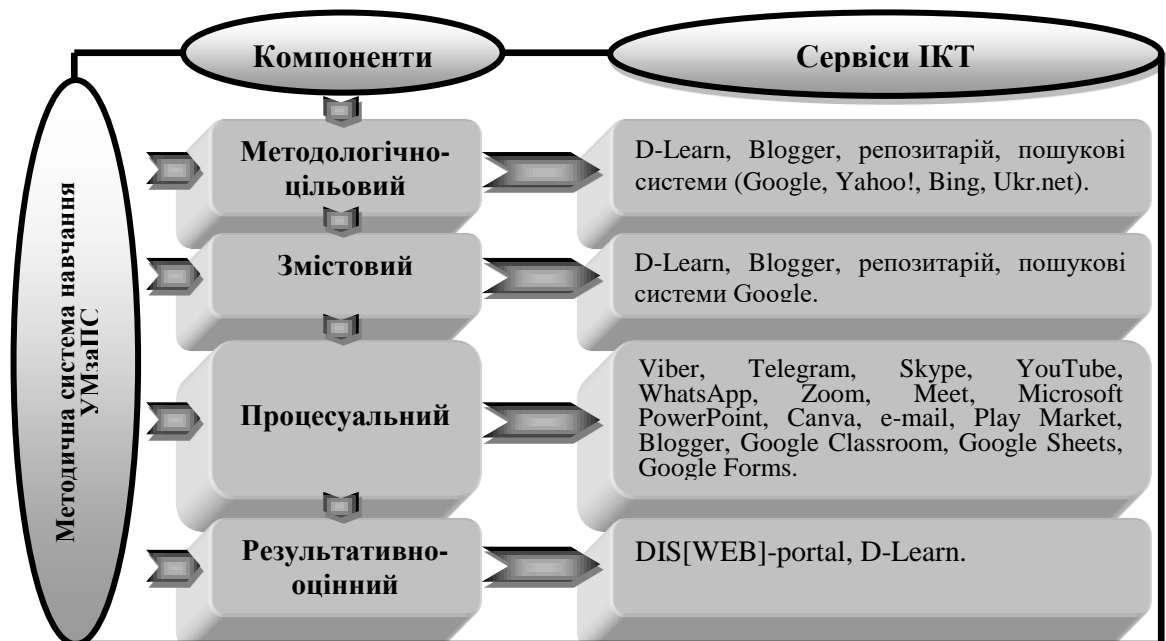 Компоненти
Сервіси ІКТ
Методична система навчання
УМзаПС
Методологічно-
цільовий
D-Learn, Blogger, репозитарій, пошукові
системи (Google, Yahoo!, Bing, Ukr.net).
Змістовий
D-Learn, Blogger, репозитарій, пошукові
системи Google.
Процесуальний
Viber, Telegram, Skype, YouTube,
WhatsApp, Zoom, Meet, Microsoft
PowerPoint, Canva, e-mail, Play Market,
Blogger, Google Classroom, Google Sheets,
Google Forms.
Результативно-
оцінний
DIS[WEB]-portal, D-Learn.